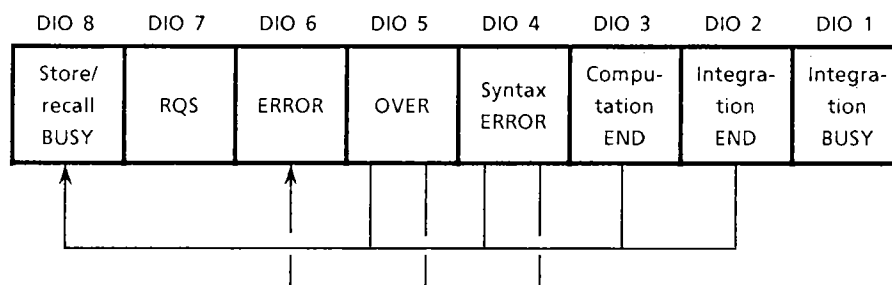 DIO 8 DIO 7 DIO 6 DIO 5 DIO 4 DIO 3 DIO 2 DIO 1
Store/
recall
BUSY
RQS
ERROR
OVER
Syntax
ERROR
Compu-
tation
END
Integra-
tion
END
Integra-
tion
BUSY